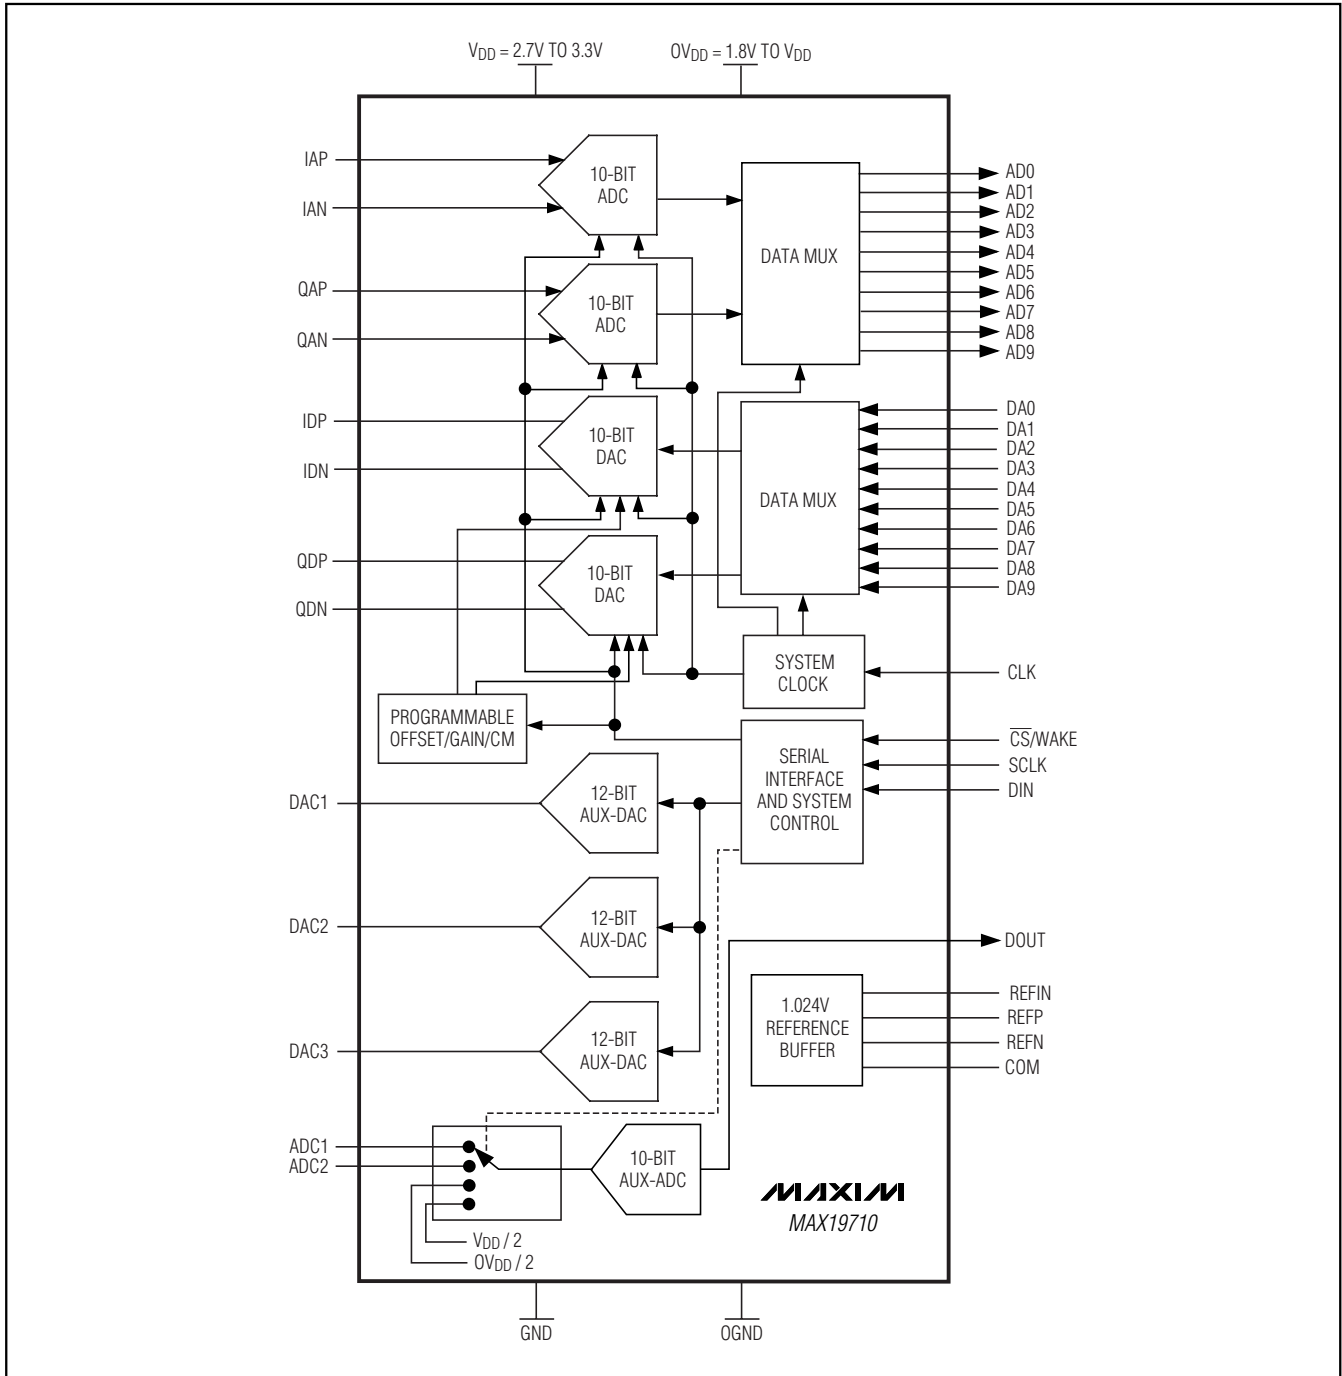 VDD = 2.7V TO 3.3V
OVDD = 1.8V TO VDD
IAP
IAN
10-BIT
ADC
QAP
QAN
10-BIT
ADC
DATA MUX
AD0
AD1
AD2
AD3
AD4
AD5
AD6
AD7
AD8
AD9
IDP
IDN
10-BIT
DAC
QDP
QDN
10-BIT
DAC
DATA MUX
DA0
DA1
DA2
DA3
DA4
DA5
DA6
DA7
DA8
DA9
SYSTEM
CLOCK
CLK
PROGRAMMABLE
OFFSET/GAIN/CM
SERIAL
INTERFACE
AND SYSTEM
CONTROL
CS/WAKE
SCLK
DIN
DAC1
12-BIT
AUX-DAC
DAC2
12-BIT
AUX-DAC
DOUT
DAC3
12-BIT
AUX-DAC
1.024V
REFERENCE
BUFFER
REFIN
REFP
REFN
COM
ADC1
ADC2
10-BIT
AUX-ADC
VDD / 2
OVDD / 2
MAXIM
MAX19710
GND
OGND